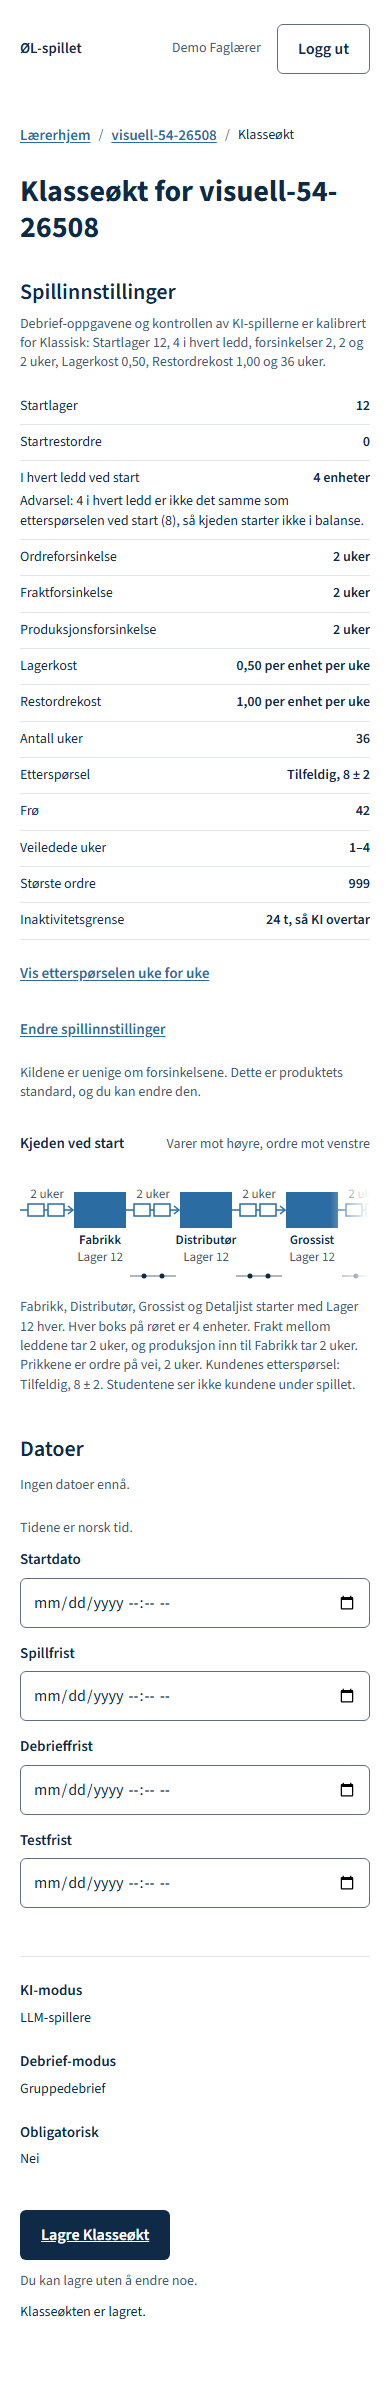 ØL-spillet
Demo Faglærer
Logg ut
Lærerhjem / visuell-54-26508 / Klasseøkt
Klasseøkt for visuell-54-
26508
Spillinnstillinger
Debrief-oppgavene og kontrollen av KI-spillerne er kalibrert
for Klassisk: Startlager 12, 4 i hvert ledd, forsinkelser 2, 2 og
2 uker, Lagerkost 0,50, Restordrekost 1,00 og 36 uker.
Startlager 12
Startrestordre 0
I hvert ledd ved start 4 enheter
Advarsel: 4 i hvert ledd er ikke det samme som
etterspørselen ved start (8), så kjeden starter ikke i balanse.
Ordreforsinkelse 2 uker
Fraktforsinkelse 2 uker
Produksjonsforsinkelse 2 uker
Lagerkost 0,50 per enhet per uke
Restordrekost 1,00 per enhet per uke
Antall uker 36
Etterspørsel Tilfeldig, 8 ± 2
Frø 42
Veiledede uker 1–4
Største ordre 999
Inaktivitetsgrense 24 t, så KI overtar
Vis etterspørselen uke for uke
Endre spillinnstillinger
Kildene er uenige om forsinkelsene. Dette er produktets
standard, og du kan endre den.
Kjeden ved start Varer mot høyre, ordre mot venstre
2 uker 2 uker 2 uker 2 u
Fabrikk Distributør Grossist
Lager 12 Lager 12 Lager 12
Fabrikk, Distributør, Grossist og Detaljist starter med Lager
12 hver. Hver boks på røret er 4 enheter. Frakt mellom
leddene tar 2 uker, og produksjon inn til Fabrikk tar 2 uker.
Prikkene er ordre på vei, 2 uker. Kundenes etterspørsel:
Tilfeldig, 8 ± 2. Studentene ser ikke kundene under spillet.
Datoer
Ingen datoer ennå.
Tidene er norsk tid.
Startdato
mm/dd/yyyy --:-- --
Spillfrist
mm/dd/yyyy --:-- --
Debrieffrist
mm/dd/yyyy --:-- --
Testfrist
mm/dd/yyyy --:-- --
KI-modus
LLM-spillere
Debrief-modus
Gruppedebrief
Obligatorisk
Nei
Lagre Klasseøkt
Du kan lagre uten å endre noe.
Klasseøkten er lagret.